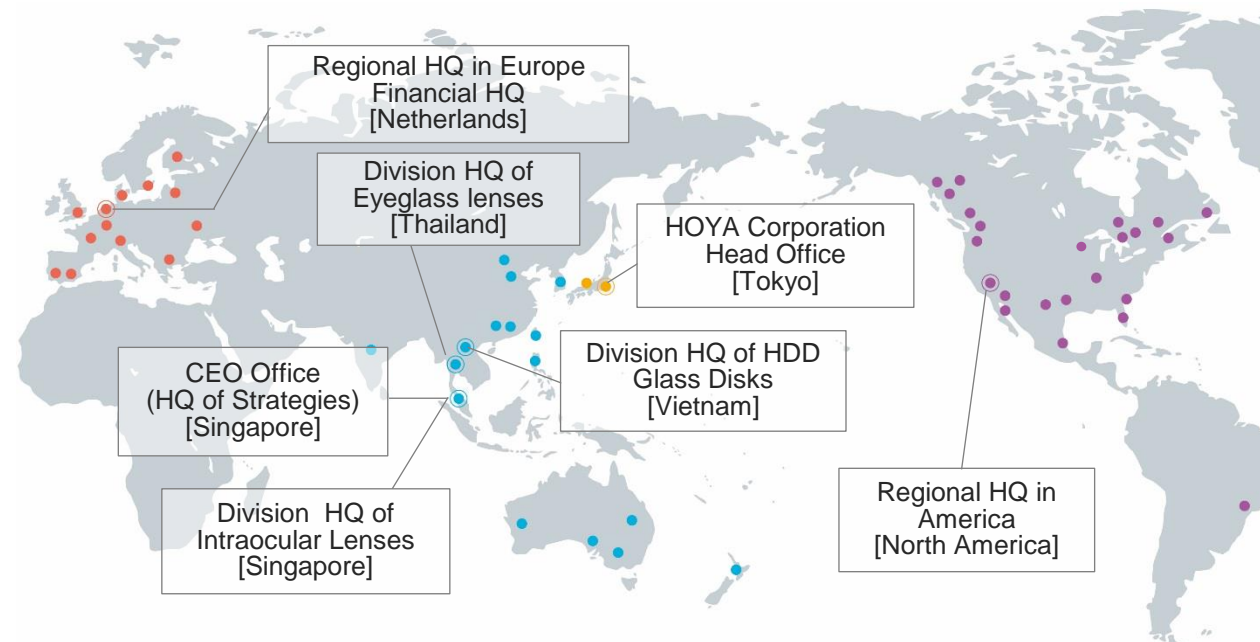 Regional HQ in Europe
Financial HQ
[Netherlands]
Division HQ of
Eyeglass lenses
[Thailand]
HOYA Corporation
Head Office
[Tokyo]
CEO Office
(HQ of Strategies)
[Singapore]
Division HQ of HDD
Glass Disks
[Vietnam]
Division  HQ of
Intraocular Lenses
[Singapore]
Regional HQ in
America
[North America]